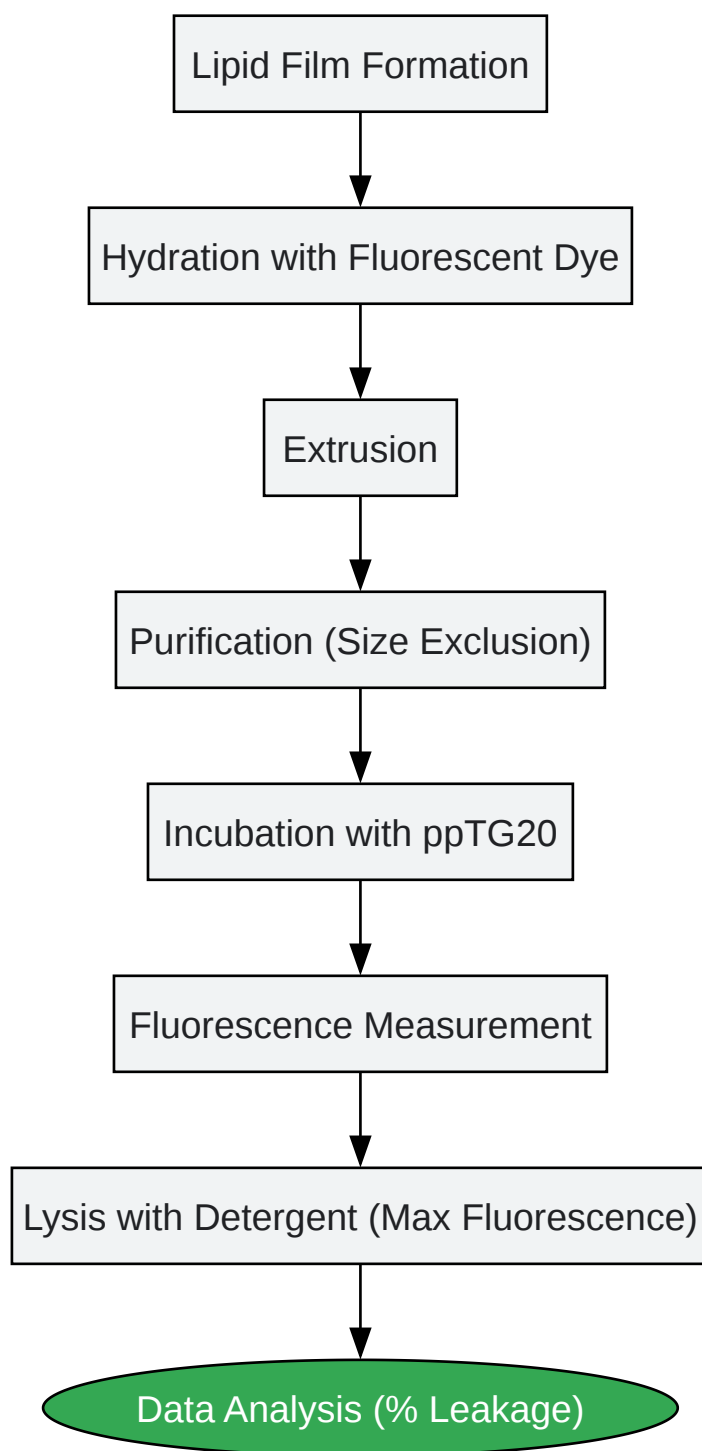 Lipid Film Formation
Hydration with Fluorescent Dye
Extrusion
Purification (Size Exclusion)
Incubation with ppTG20
Fluorescence Measurement
Lysis with Detergent (Max Fluorescence)
Data Analysis (% Leakage)